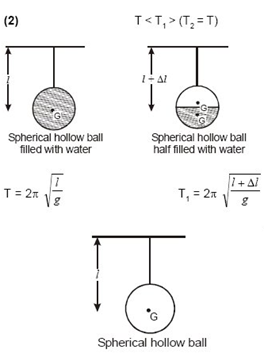 (2) T < T₁ > (T₂ = T)
l
G
Spherical hollow ball
filled with water
l + Δl
G
G'
Spherical hollow ball
half filled with water
T = 2π √(l/g)
T₁ = 2π √((l + Δl)/g)
l
G
Spherical hollow ball